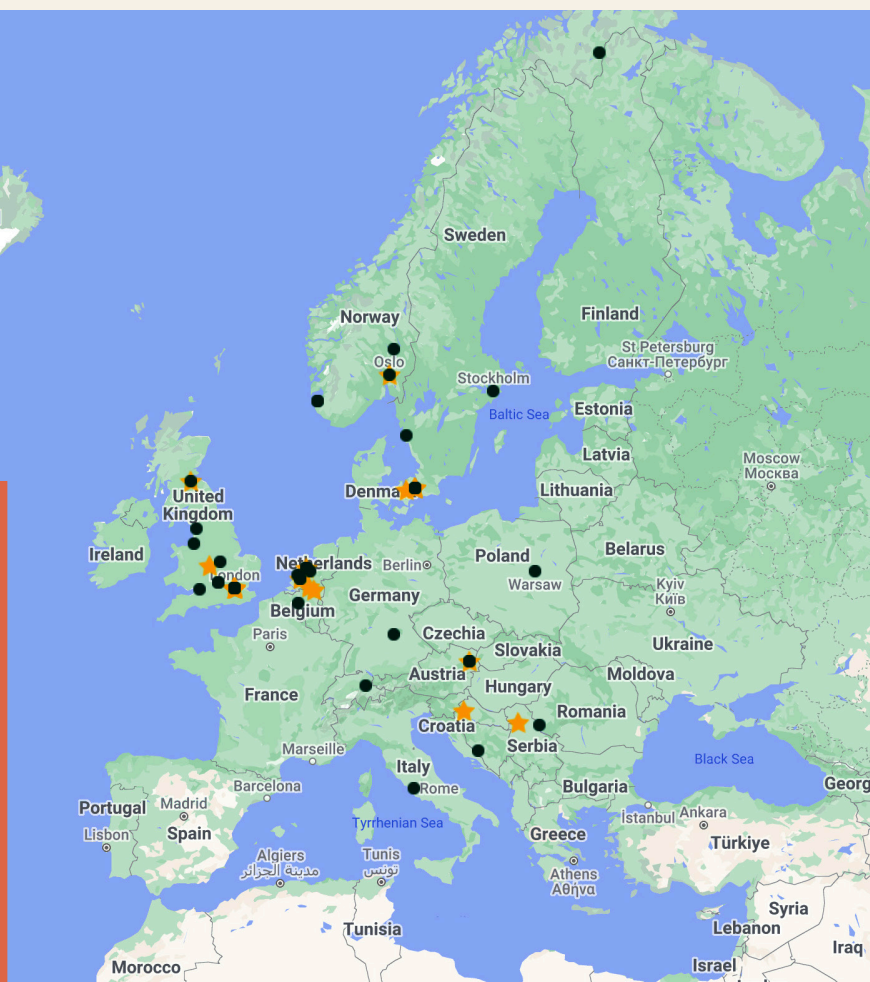 Sweden
Norway
Finland
Oslo
St Petersburg
Санкт-Петербург
Stockholm
Baltic Sea
Estonia
Latvia
Moscow
Москва
Denma
Lithuania
United
Kingdom
Ireland
Netherlands
Berlin
Poland
Belarus
London
Warsaw
Kyiv
Київ
Germany
Belgium
Paris
Czechia
Ukraine
Slovakia
Austria
Moldova
Hungary
France
Romania
Croatia
Serbia
Marseille
Black Sea
Italy
Barcelona
Rome
Bulgaria
Georg
Portugal
Madrid
İstanbul
Ankara
Lisbon
Spain
Tyrrhenian Sea
Greece
Türkiye
Algiers
مدينة الجزائر
Tunis
تونس
Athens
Αθήνα
Syria
Lebanon
Tunisia
Iraq
Israel
Morocco